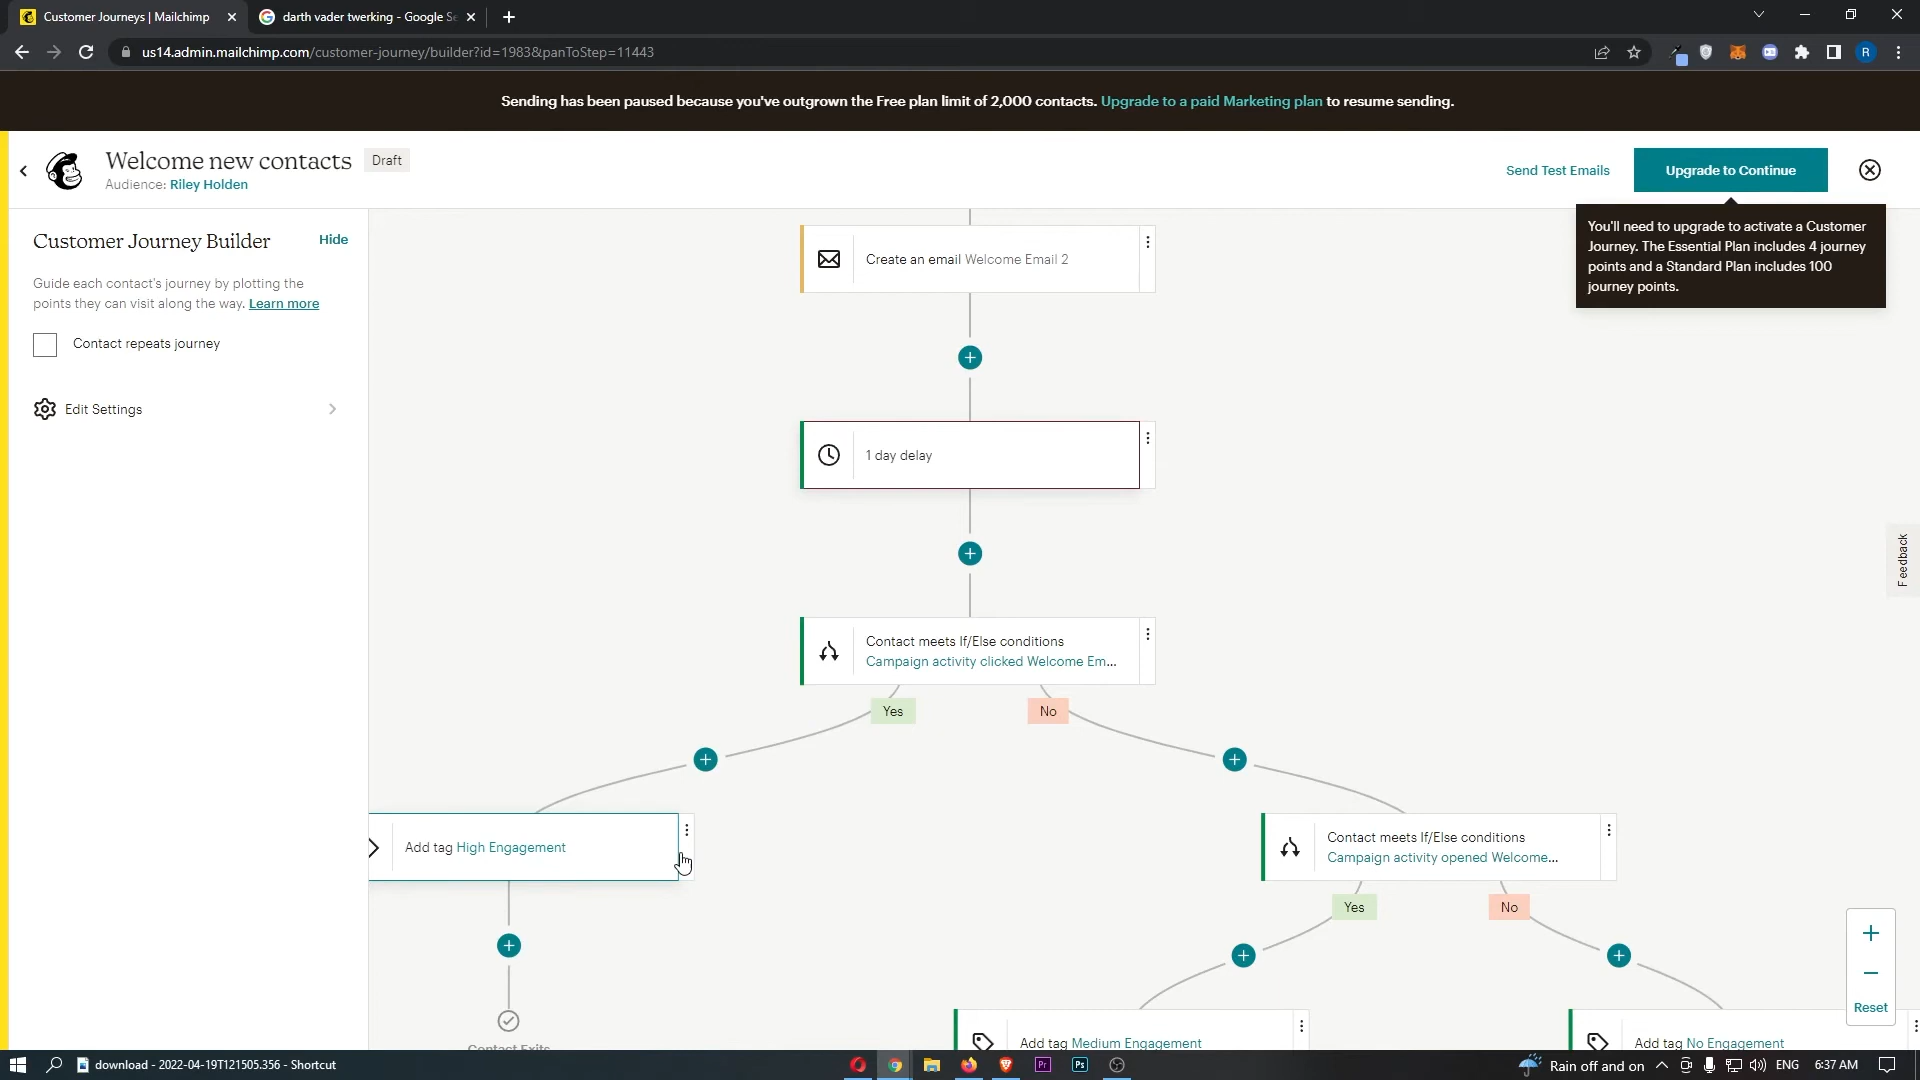 Customer Journeys | Mailchimp
darth vader twerking - Google Se
us14.admin.mailchimp.com/customer-journey/builder?id=1983&panToStep=11443
R
Sending has been paused because you've outgrown the Free plan limit of 2,000 contacts. Upgrade to a paid Marketing plan to resume sending.
Welcome new contacts
Draft
Audience: Riley Holden
Send Test Emails
Upgrade to Continue
You'll need to upgrade to activate a Customer
Journey. The Essential Plan includes 4 journey
points and a Standard Plan includes 100
journey points.
Customer Journey Builder
Hide
Guide each contact's journey by plotting the
points they can visit along the way. Learn more
Contact repeats journey
Edit Settings
Create an email Welcome Email 2
1 day delay
Contact meets If/Else conditions
Campaign activity clicked Welcome Em...
Yes
No
Add tag High Engagement
Contact meets If/Else conditions
Campaign activity opened Welcome...
Yes
No
Contact Exits
Add tag Medium Engagement
Add tag No Engagement
Feedback
Reset
download - 2022-04-19T121505.356 - Shortcut
Pr
Ps
Rain off and on
ENG
6:37 AM